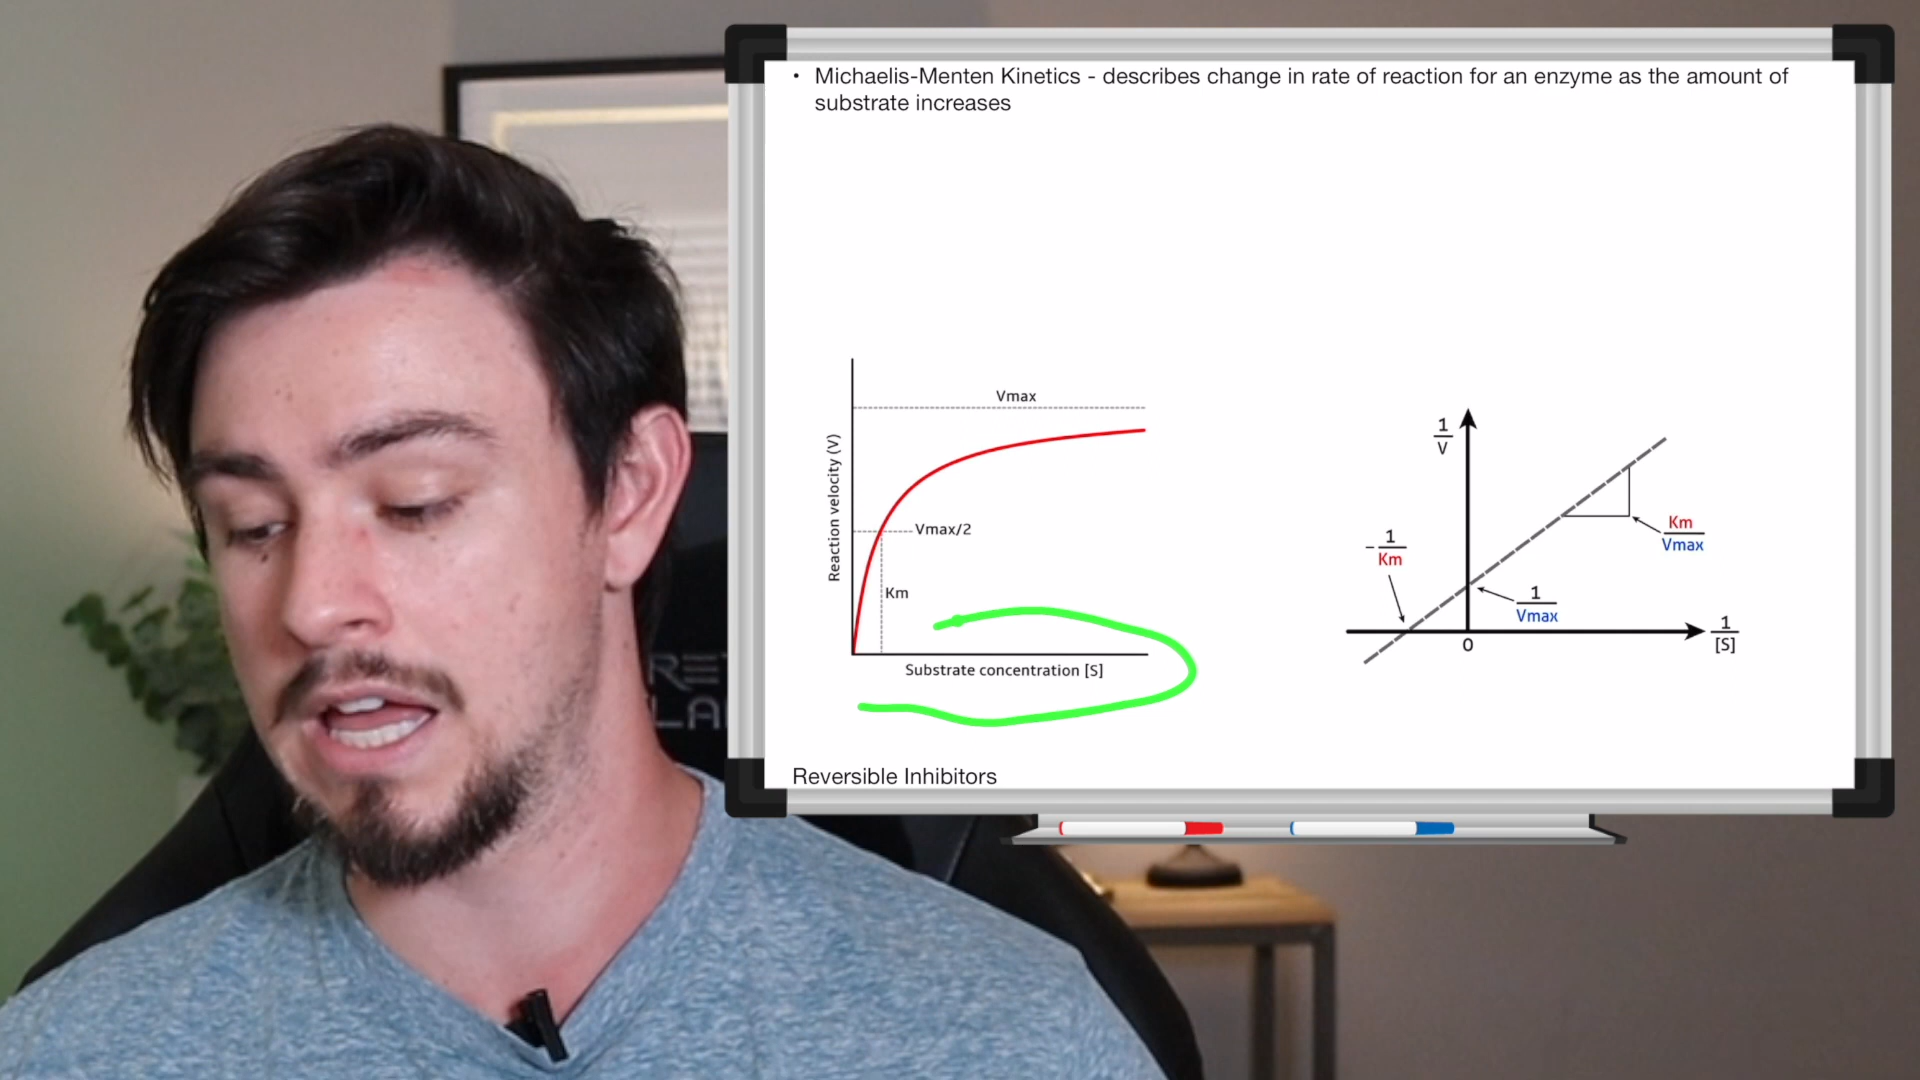 • Michaelis-Menten Kinetics - describes change in rate of reaction for an enzyme as the amount of
substrate increases
Vmax
Reaction velocity (V)
Vmax/2
Km
Substrate concentration [S]
1
V
- 1
Km
Km
Vmax
1
Vmax
0
1
[S]
Reversible Inhibitors